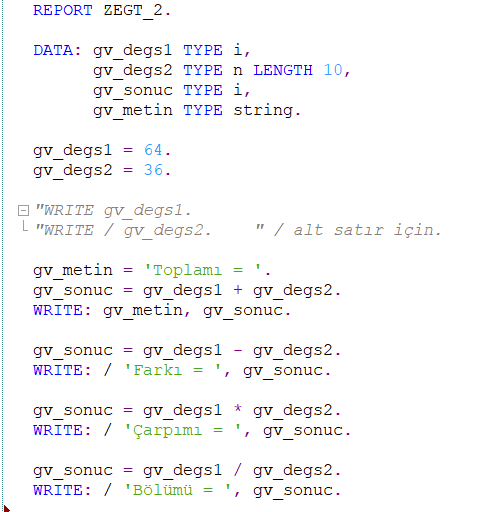 REPORT ZEGT_2.
DATA: gv_degs1 TYPE i,
gv_degs2 TYPE n LENGTH 10,
gv_sonuc TYPE i,
gv_metin TYPE string.
gv_degs1 = 64.
gv_degs2 = 36.
"WRITE gv_degs1.
"WRITE / gv_degs2.    " / alt satır için.
gv_metin = 'Toplamı = '.
gv_sonuc = gv_degs1 + gv_degs2.
WRITE: gv_metin, gv_sonuc.
gv_sonuc = gv_degs1 - gv_degs2.
WRITE: / 'Farkı = ', gv_sonuc.
gv_sonuc = gv_degs1 * gv_degs2.
WRITE: / 'Çarpımı = ', gv_sonuc.
gv_sonuc = gv_degs1 / gv_degs2.
WRITE: / 'Bölümü = ', gv_sonuc.